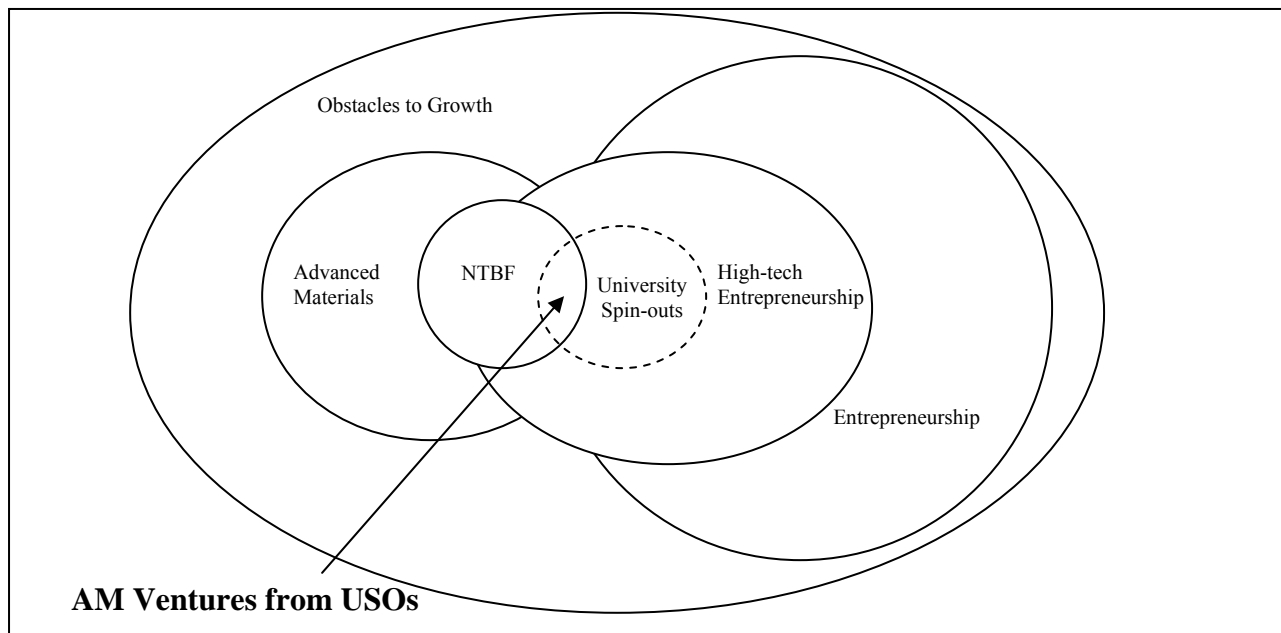 Obstacles to Growth
Advanced
Materials
NTBF
University
Spin-outs
High-tech
Entrepreneurship
Entrepreneurship
AM Ventures from USOs